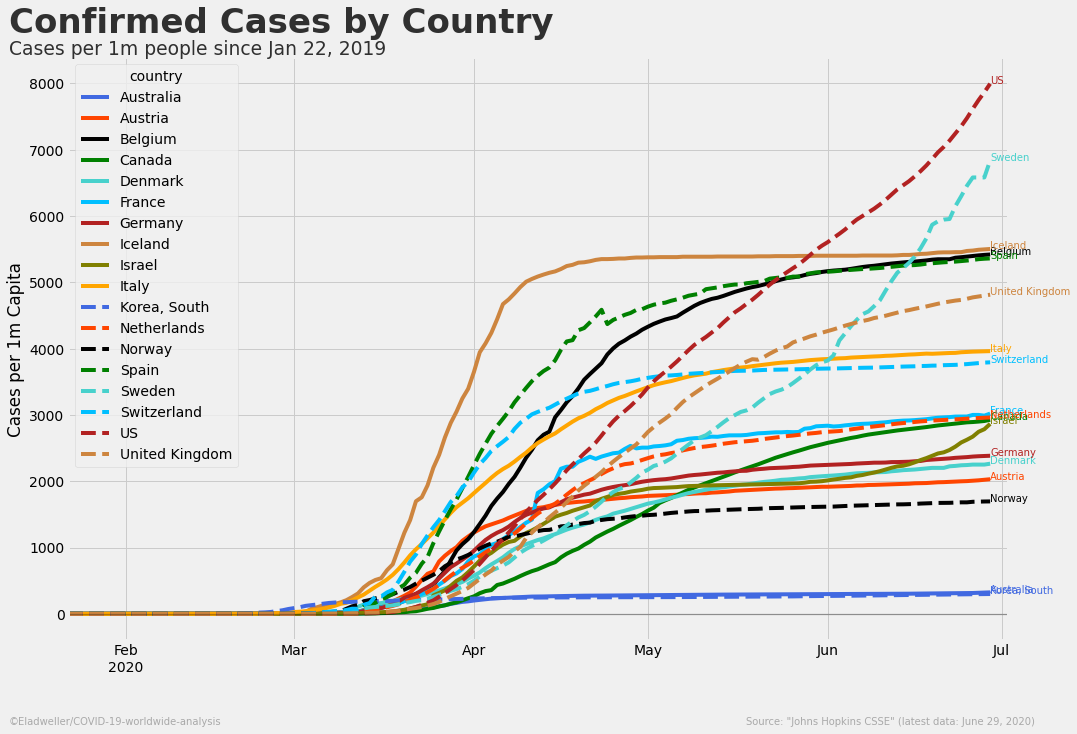 Confirmed Cases by Country
Cases per 1m people since Jan 22, 2019
Cases per 1m Capita
8000
7000
6000
5000
4000
3000
2000
1000
0
country
Australia
Austria
Belgium
Canada
Denmark
France
Germany
Iceland
Israel
Italy
Korea, South
Netherlands
Norway
Spain
Sweden
Switzerland
US
United Kingdom
US
Sweden
Iceland
Belgium
Spain
United Kingdom
Italy
Switzerland
France
Netherlands
Canada
Israel
Germany
Denmark
Austria
Norway
Australia
Korea, South
Feb
2020
Mar
Apr
May
Jun
Jul
©Eladweller/COVID-19-worldwide-analysis
Source: "Johns Hopkins CSSE" (latest data: June 29, 2020)